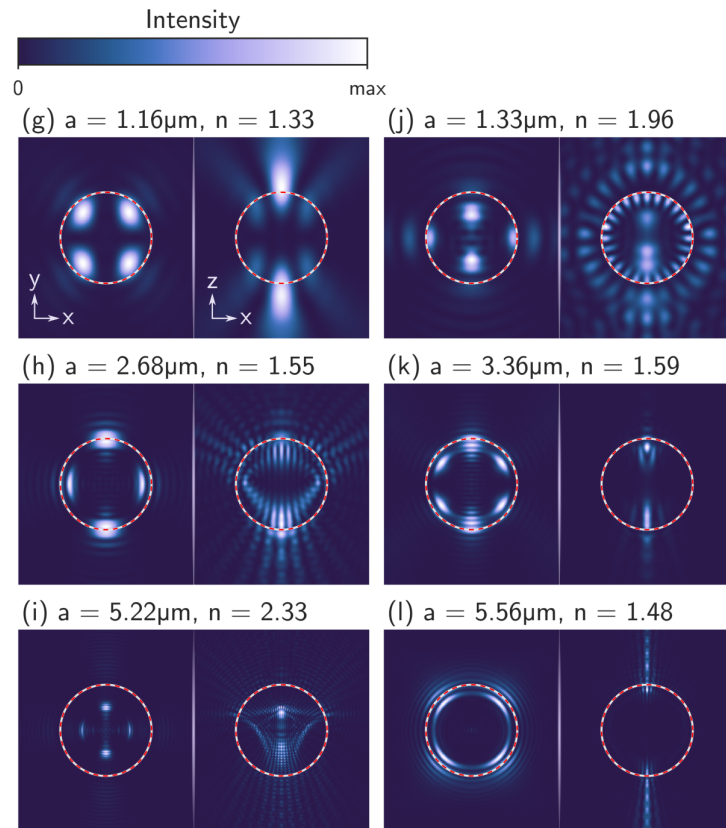 Intensity
0 max
(g) a = 1.16μm, n = 1.33
(j) a = 1.33μm, n = 1.96
y
x
z
x
(h) a = 2.68μm, n = 1.55
(k) a = 3.36μm, n = 1.59
(i) a = 5.22μm, n = 2.33
(l) a = 5.56μm, n = 1.48